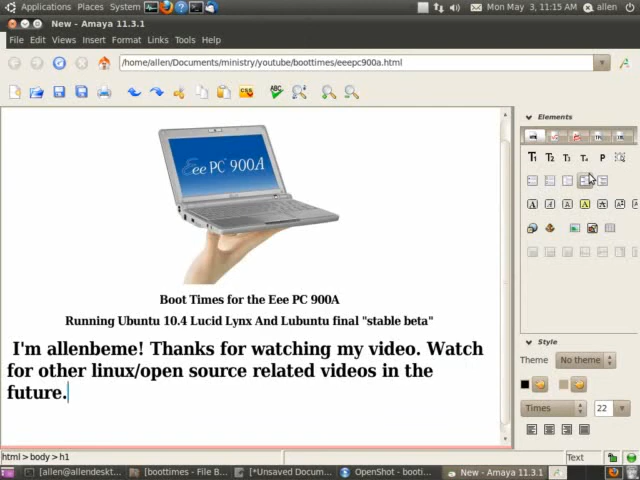 Applications Places System Mon May 3, 11:15 AM allen
New - Amaya 11.3.1
File Edit Views Insert Format Links Tools Help
/home/allen/Documents/ministry/youtube/boottimes/eeepc900a.html
Elements
Eee PC 900A
Boot Times for the Eee PC 900A
Running Ubuntu 10.4 Lucid Lynx And Lubuntu final "stable beta"
I'm allenbeme! Thanks for watching my video. Watch
for other linux/open source related videos in the
future.
Style
Theme No theme
Times 22
html > body > h1 Text
[allen@allendeskt... [boottimes - File B... [*Unsaved Docum... OpenShot - booti... New - Amaya 11.3.1